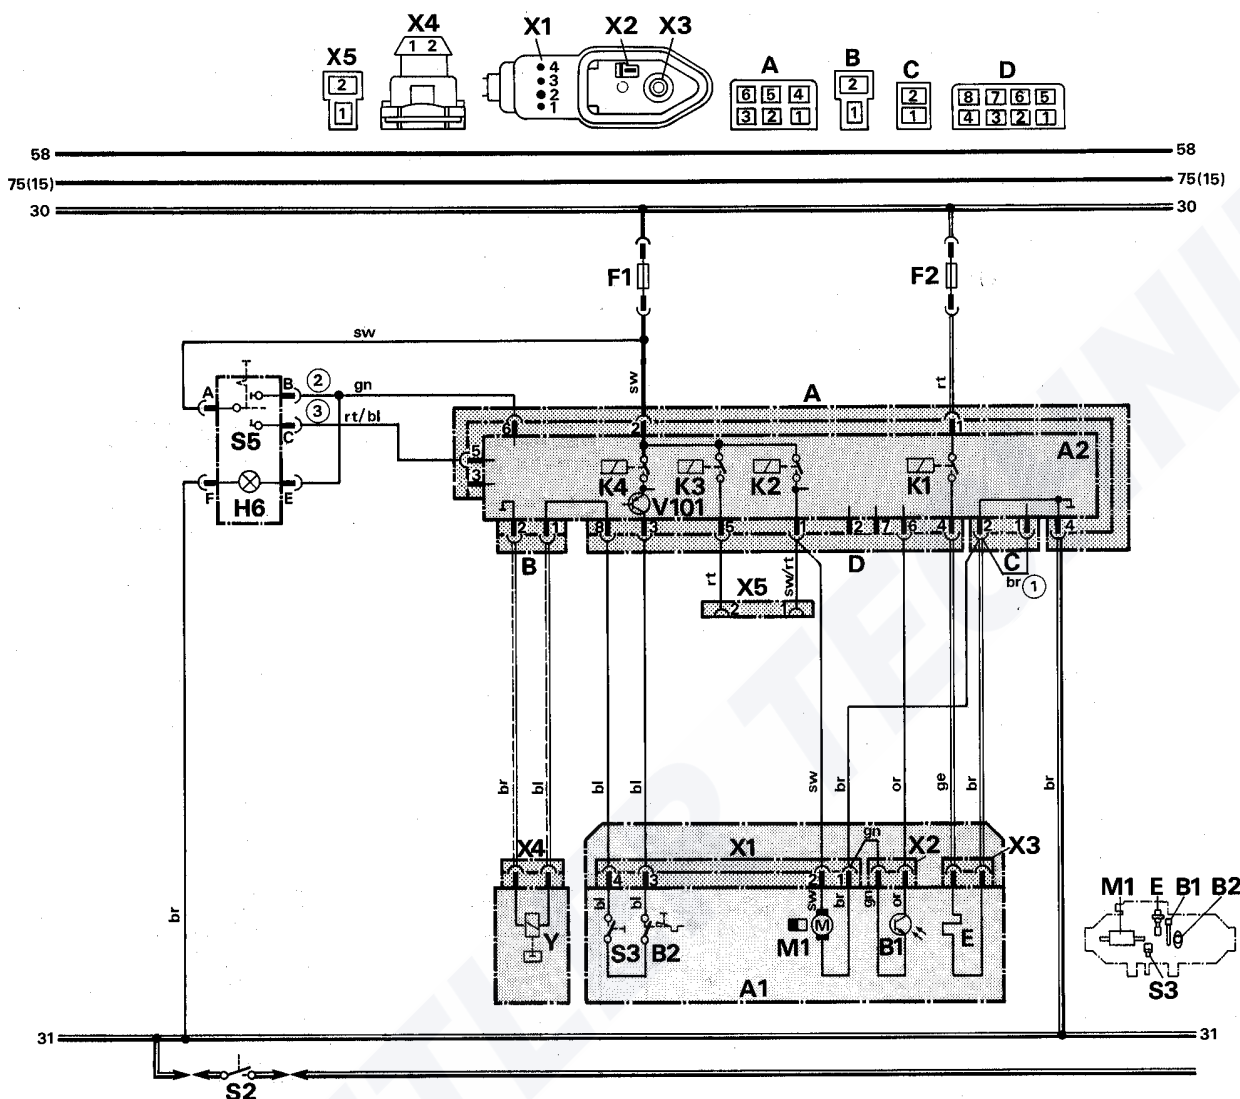 X5
X4
X1
X2
X3
A
B
C
D
1 2
4
3
2
1
2
1
6 5 4
3 2 1
2
1
2
1
8 7 6 5
4 3 2 1
58
58
75(15)
75(15)
30
30
F1
F2
sw
sw
rt
A
B
2
gn
3
rt/bl
C
S5
F
E
H6
A
6
2
1
5
3
A2
K4
K3
K2
K1
V101
2
1
8
3
5
1
2
7
6
4
2
1
4
B
D
C
br
1
rt
sw/rt
X5
2
1
br
bl
bl
bl
sw
br
or
ge
br
br
br
X4
X1
gn
X2
X3
4
3
2
1
bl
bl
sw
br
gn
or
Y
S3
B2
M1
M
B1
E
A1
M1
E
B1
B2
S3
31
31
S2